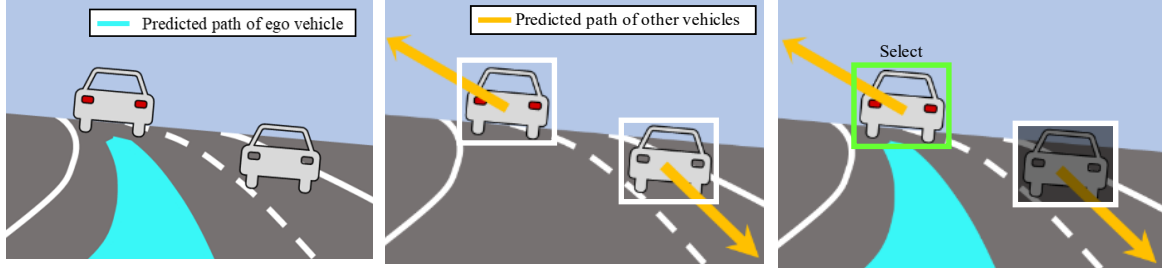 Predicted path of ego vehicle
Predicted path of other vehicles
Select